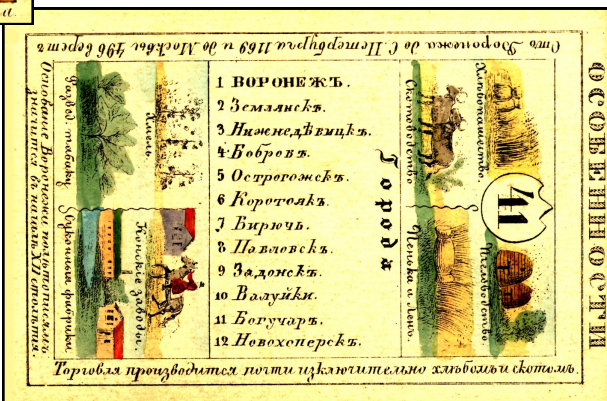 Отъ Воронежа до С. Петербурга 1169 и до Москвы 496 верстъ
ОСОБЕННОСТИ
Основание Воронежа по лѣтописямъ
значится въ началѣ XII столѣтія.
Развод. табаку.
Хмель.
Суконныя фабрики
Конскіе заводы.
1 ВОРОНЕЖЪ.
2 Землянскъ.
3 Нижнедѣвицкъ.
4 Бобровъ.
5 Острогожскъ.
6 Коротоякъ.
7 Бирючь.
8 Павловскъ.
9 Задонскъ.
10 Валуйки.
11 Богучаръ.
12 Новохоперскъ.
Города
Скотоводство
Хлѣбопашество.
41
Пенька и Ленъ.
Пчеловодство.
Торговля производится почти изключительно хлѣбомъ и скотомъ.